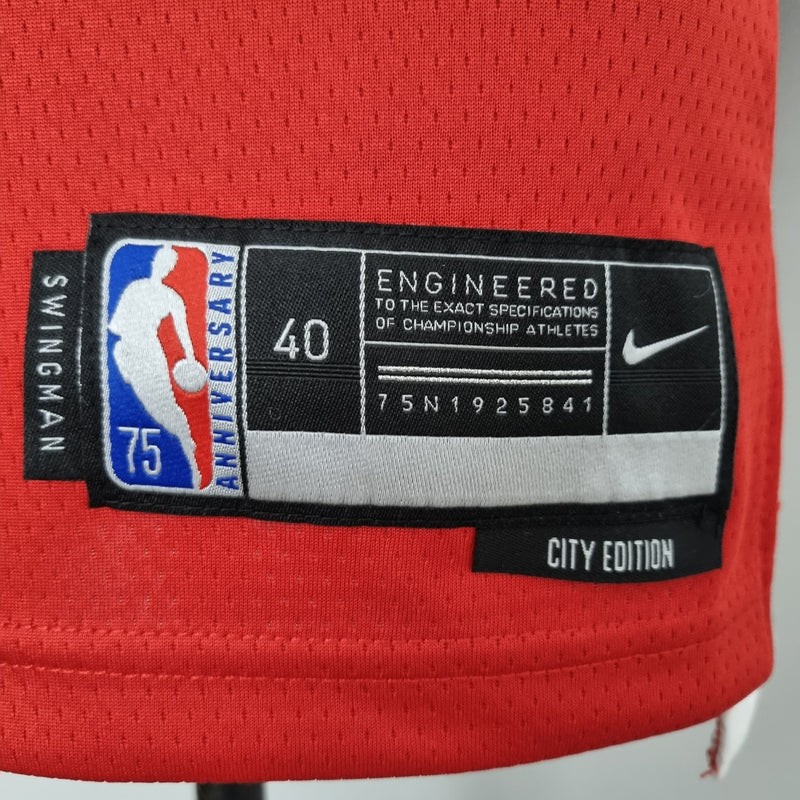 SWINGMAN
75
ANNIVERSARY
40
ENGINEERED
TO THE EXACT SPECIFICATIONS
OF CHAMPIONSHIP ATHLETES
75N1925841
CITY EDITION